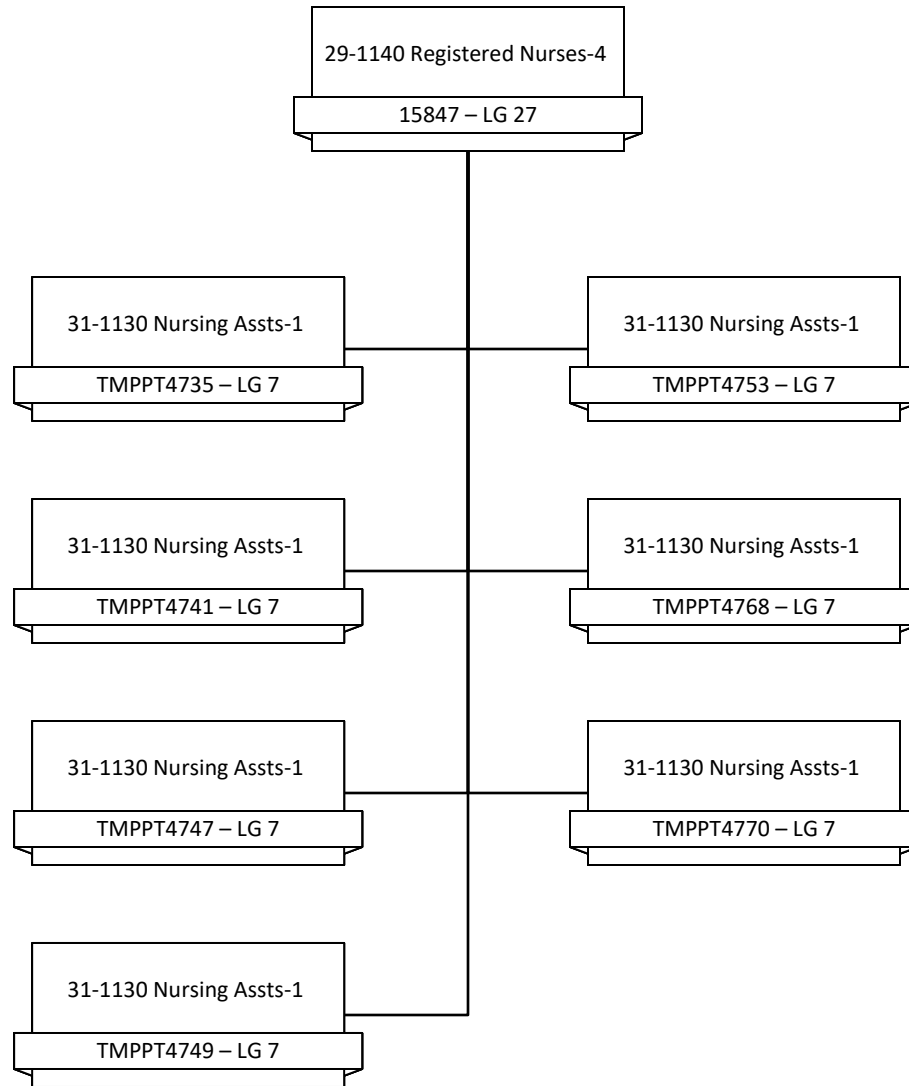 29-1140 Registered Nurses-4
15847 – LG 27
31-1130 Nursing Assts-1
TMPPT4735 – LG 7
31-1130 Nursing Assts-1
TMPPT4753 – LG 7
31-1130 Nursing Assts-1
TMPPT4741 – LG 7
31-1130 Nursing Assts-1
TMPPT4768 – LG 7
31-1130 Nursing Assts-1
TMPPT4747 – LG 7
31-1130 Nursing Assts-1
TMPPT4770 – LG 7
31-1130 Nursing Assts-1
TMPPT4749 – LG 7